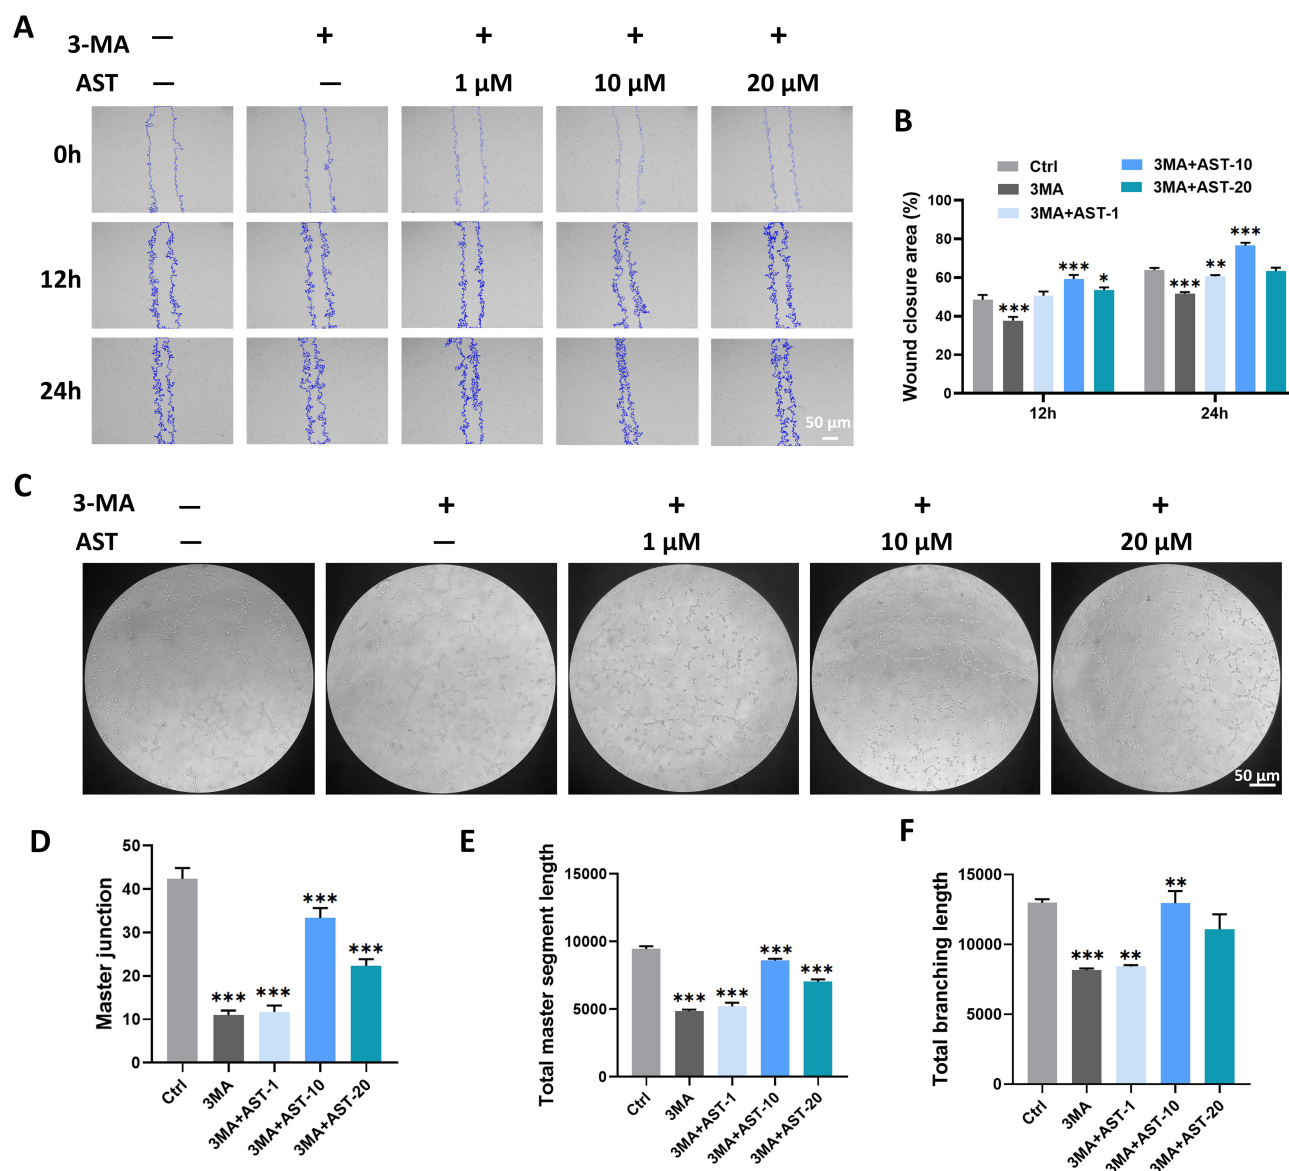 A
3-MA — + + + +
AST — — 1 μM 10 μM 20 μM
0h
12h
24h
50 μm
B
Ctrl
3MA
3MA+AST-1
3MA+AST-10
3MA+AST-20
Wound closure area (%)
100
80
60
40
20
0
*** *** *
*** ** ***
12h 24h
C
3-MA — + + + +
AST — — 1 μM 10 μM 20 μM
50 μm
D
Master junction
50
40
30
20
10
0
*** *** *** ***
Ctrl
3MA
3MA+AST-1
3MA+AST-10
3MA+AST-20
E
Total master segment length
15000
10000
5000
0
*** *** *** ***
Ctrl
3MA
3MA+AST-1
3MA+AST-10
3MA+AST-20
F
Total branching length
15000
10000
5000
0
*** ** **
Ctrl
3MA
3MA+AST-1
3MA+AST-10
3MA+AST-20